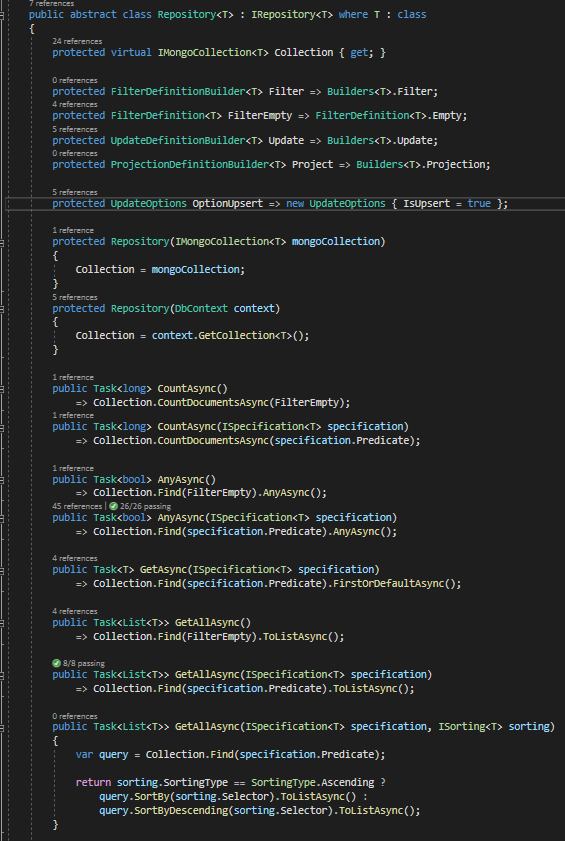 7 references
public abstract class Repository<T> : IRepository<T> where T : class
{
24 references
protected virtual IMongoCollection<T> Collection { get; }
0 references
protected FilterDefinitionBuilder<T> Filter => Builders<T>.Filter;
4 references
protected FilterDefinition<T> FilterEmpty => FilterDefinition<T>.Empty;
5 references
protected UpdateDefinitionBuilder<T> Update => Builders<T>.Update;
0 references
protected ProjectionDefinitionBuilder<T> Project => Builders<T>.Projection;
5 references
protected UpdateOptions OptionUpsert => new UpdateOptions { IsUpsert = true };
1 reference
protected Repository(IMongoCollection<T> mongoCollection)
{
Collection = mongoCollection;
}
5 references
protected Repository(DbContext context)
{
Collection = context.GetCollection<T>();
}
1 reference
public Task<long> CountAsync()
=> Collection.CountDocumentsAsync(FilterEmpty);
1 reference
public Task<long> CountAsync(ISpecification<T> specification)
=> Collection.CountDocumentsAsync(specification.Predicate);
1 reference
public Task<bool> AnyAsync()
=> Collection.Find(FilterEmpty).AnyAsync();
45 references | 26/26 passing
public Task<bool> AnyAsync(ISpecification<T> specification)
=> Collection.Find(specification.Predicate).AnyAsync();
4 references
public Task<T> GetAsync(ISpecification<T> specification)
=> Collection.Find(specification.Predicate).FirstOrDefaultAsync();
4 references
public Task<List<T>> GetAllAsync()
=> Collection.Find(FilterEmpty).ToListAsync();
8/8 passing
public Task<List<T>> GetAllAsync(ISpecification<T> specification)
=> Collection.Find(specification.Predicate).ToListAsync();
0 references
public Task<List<T>> GetAllAsync(ISpecification<T> specification, ISorting<T> sorting)
{
var query = Collection.Find(specification.Predicate);
return sorting.SortingType == SortingType.Ascending ?
query.SortBy(sorting.Selector).ToListAsync() :
query.SortByDescending(sorting.Selector).ToListAsync();
}